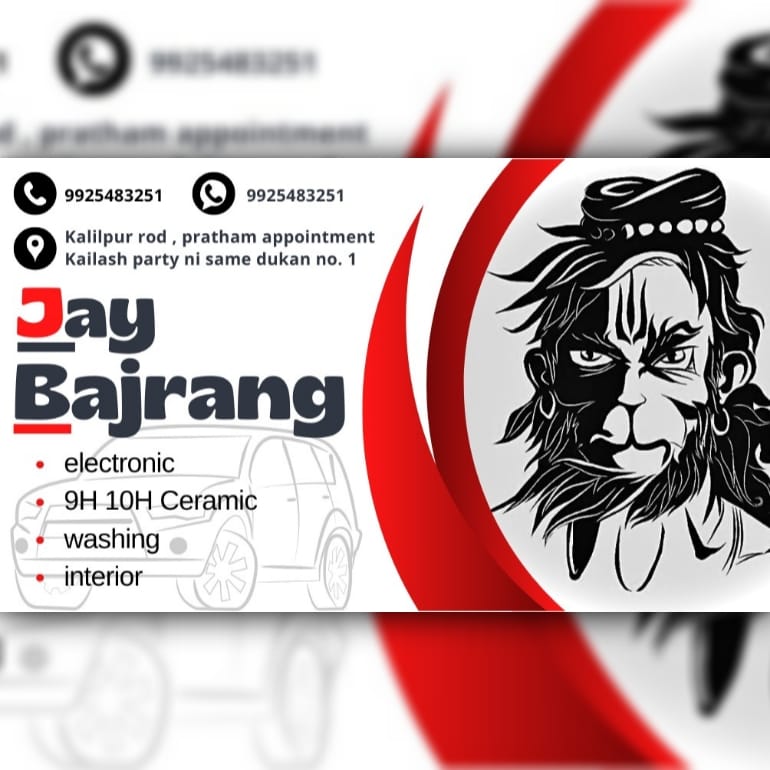 9925483251 9925483251
Kalilpur rod , pratham appointment
Kailash party ni same dukan no. 1
Jay
Bajrang
• electronic
• 9H 10H Ceramic
• washing
• interior